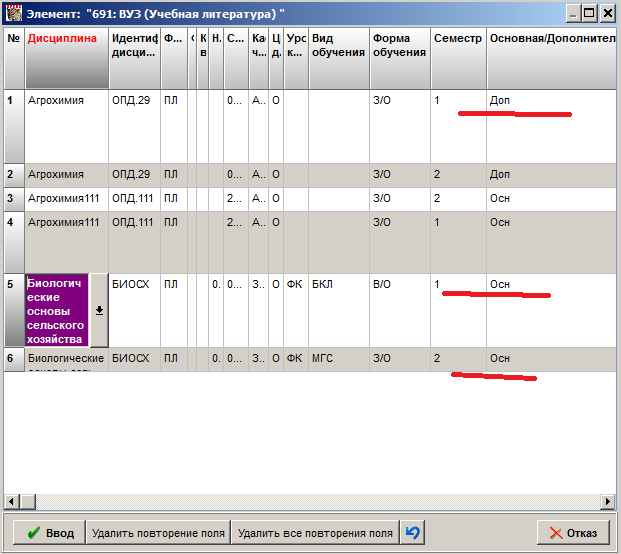 Элемент: "691: ВУЗ (Учебная литература) "
№ Дисциплина Идентиф дисци... Ф... К в Н. С... Ка ч.. Ц д. Урс к... Вид обучения Форма обучения Семестр Основная/Дополнител
1 Агрохимия ОПД.29 ПЛ 0... А.. О З/О 1 Доп
2 Агрохимия ОПД.29 ПЛ 0... А.. О З/О 2 Доп
3 Агрохимия111 ОПД.111 ПЛ 2... А.. О З/О 2 Осн
4 Агрохимия111 ОПД.111 ПЛ 2... А.. О З/О 1 Осн
5 Биологич БИОСХ ПЛ 0. 0... З.. О ФК БКЛ В/О 1 Осн
еские
основы
сельского
хозяйства
6 Биологические БИОСХ ПЛ 0. 0... З.. О ФК МГС З/О 2 Осн
Ввод Удалить повторение поля Удалить все повторения поля Отказ